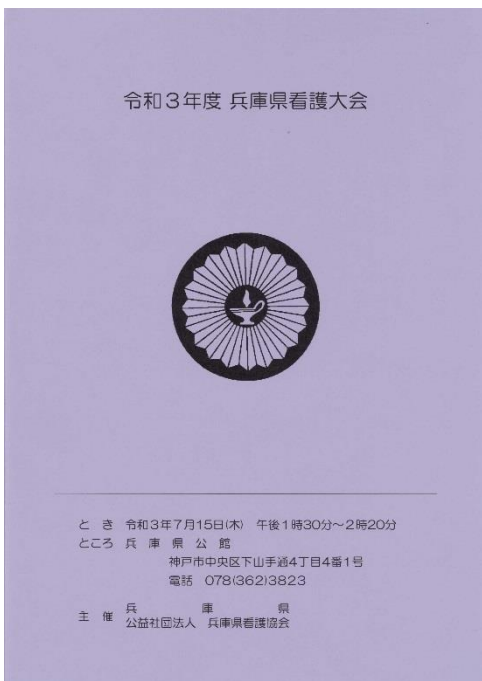 令和3年度 兵庫県看護大会
と き 令和3年7月15日(木) 午後1時30分～2時20分
ところ 兵 庫 県 公 館
神戸市中央区下山手通4丁目4番1号
電話 078(362)3823
主 催 兵 庫 県
公益社団法人 兵庫県看護協会